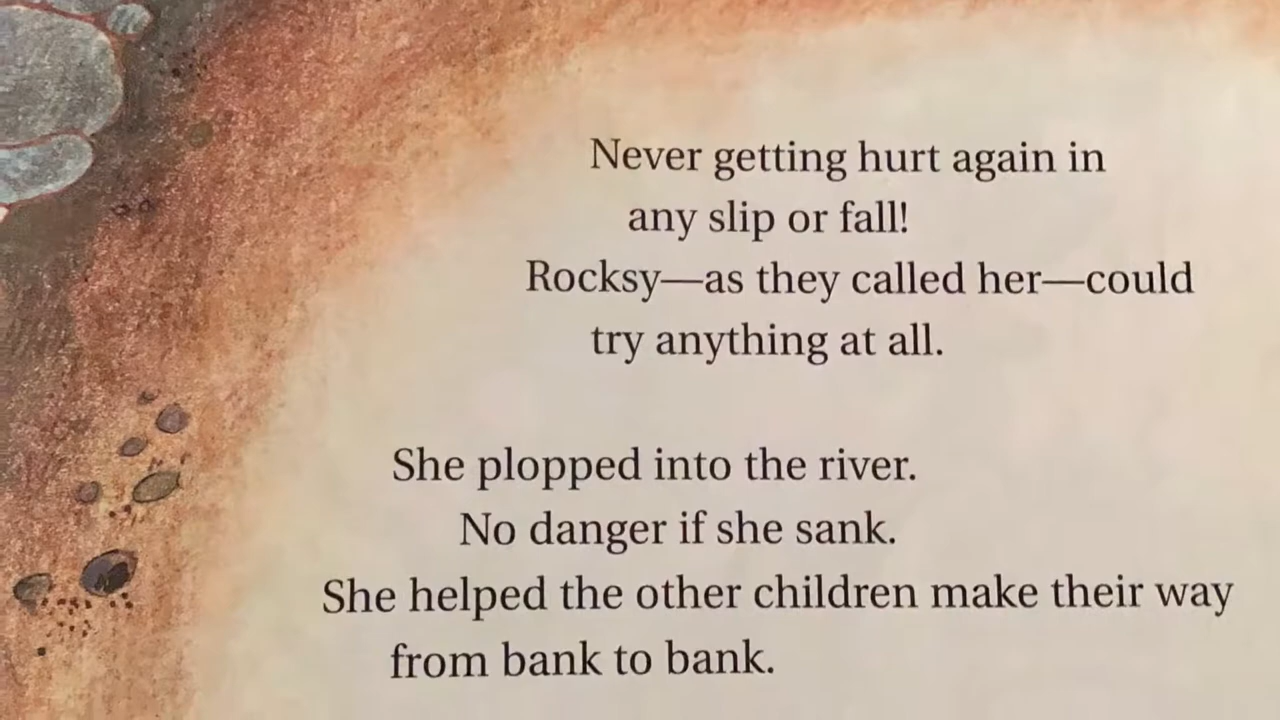 Never getting hurt again in
any slip or fall!
Rocksy—as they called her—could
try anything at all.
She plopped into the river.
No danger if she sank.
She helped the other children make their way
from bank to bank.